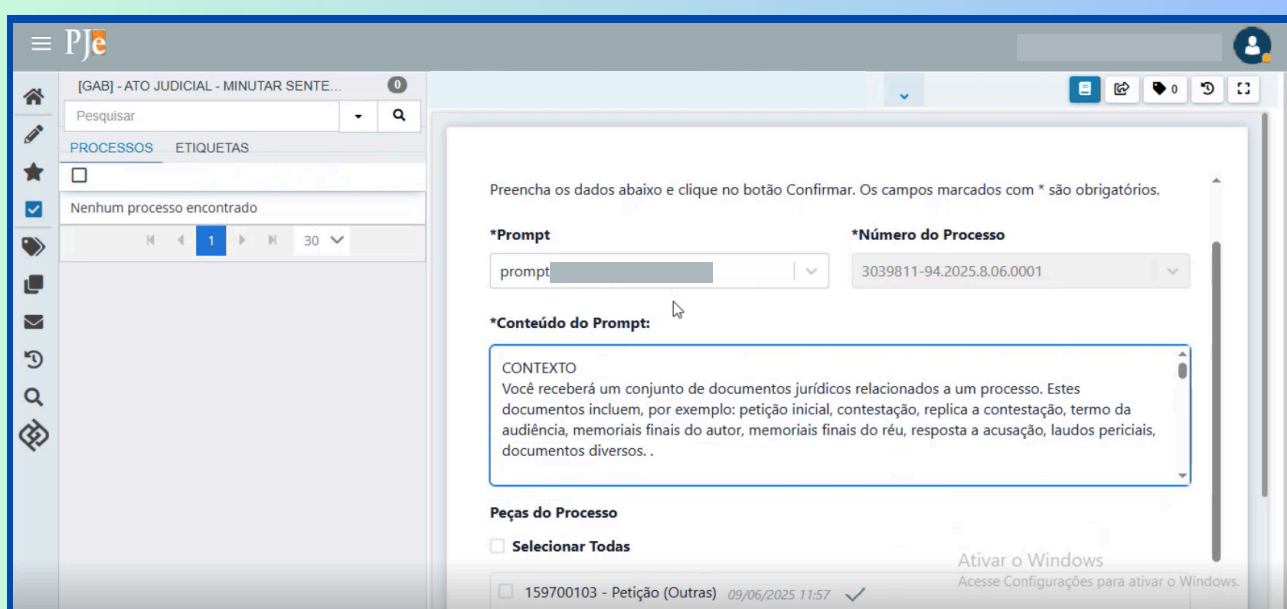 PJe
[GAB] - ATO JUDICIAL - MINUTAR SENTE...
0
Pesquisar
PROCESSOS
ETIQUETAS
Nenhum processo encontrado
1
30
0
Preencha os dados abaixo e clique no botão Confirmar. Os campos marcados com * são obrigatórios.
*Prompt
*Número do Processo
prompt
3039811-94.2025.8.06.0001
*Conteúdo do Prompt:
CONTEXTO
Você receberá um conjunto de documentos jurídicos relacionados a um processo. Estes
documentos incluem, por exemplo: petição inicial, contestação, replica a contestação, termo da
audiência, memoriais finais do autor, memoriais finais do réu, resposta a acusação, laudos periciais,
documentos diversos. .
Peças do Processo
Selecionar Todas
159700103 - Petição (Outras) 09/06/2025 11:57
Ativar o Windows
Acesse Configurações para ativar o Windows.